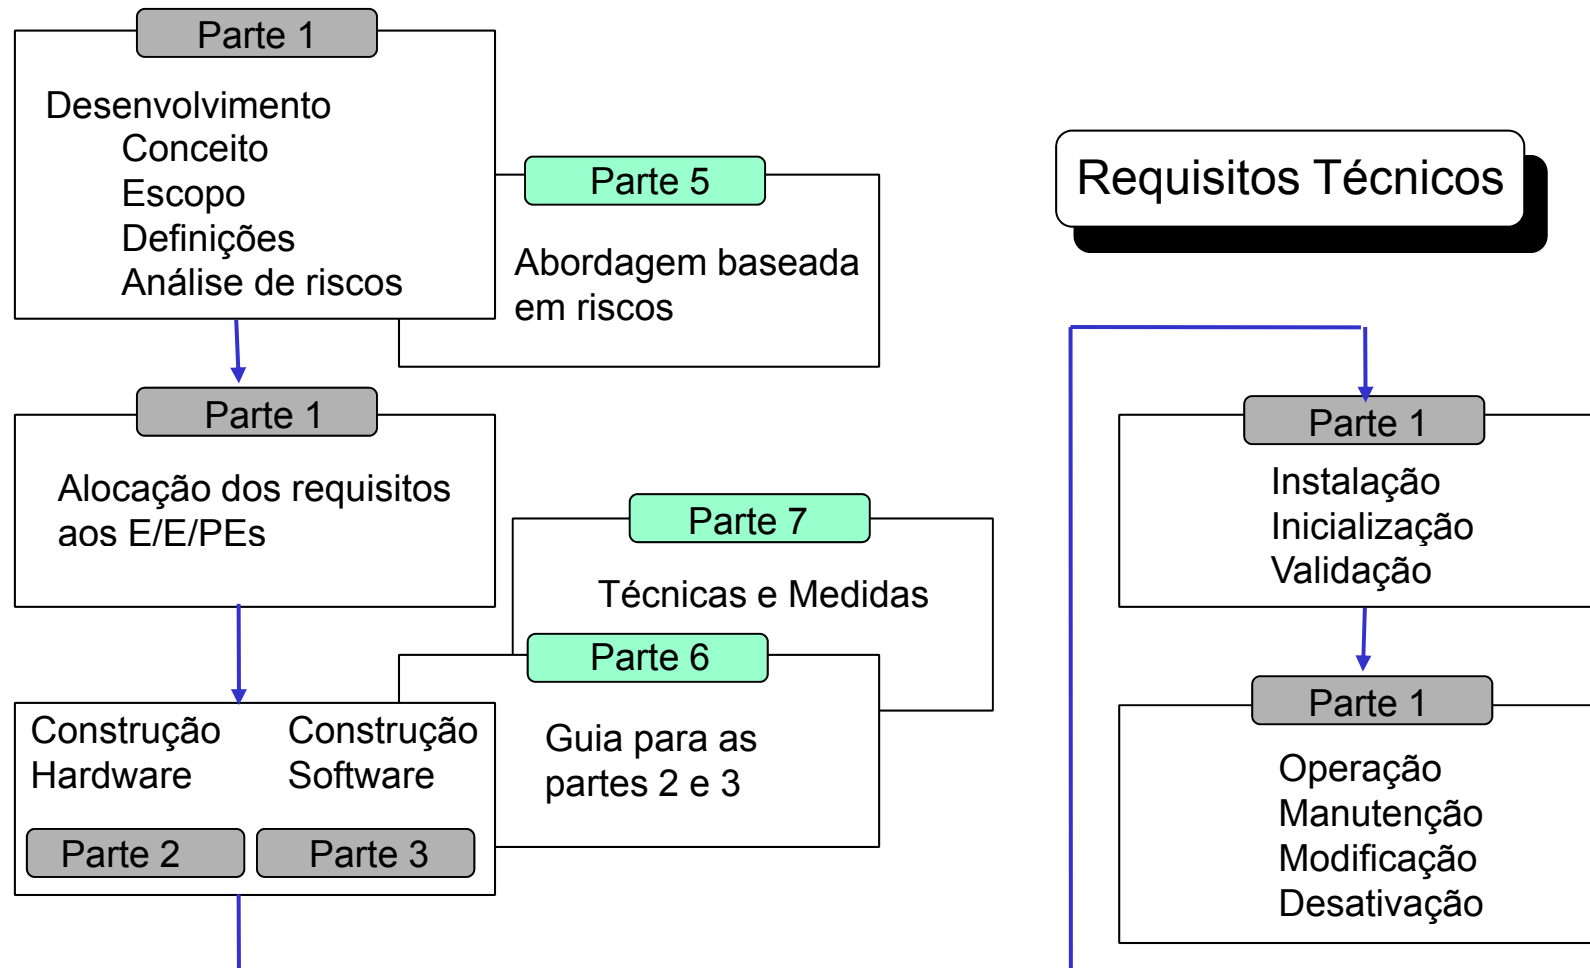 Parte 1
Desenvolvimento
Conceito
Escopo
Definições
Análise de riscos
Parte 5
Abordagem baseada
em riscos
Requisitos Técnicos
Parte 1
Alocação dos requisitos
aos E/E/PEs
Parte 7
Técnicas e Medidas
Parte 6
Guia para as
partes 2 e 3
Construção
Hardware
Construção
Software
Parte 2
Parte 3
Parte 1
Instalação
Inicialização
Validação
Parte 1
Operação
Manutenção
Modificação
Desativação